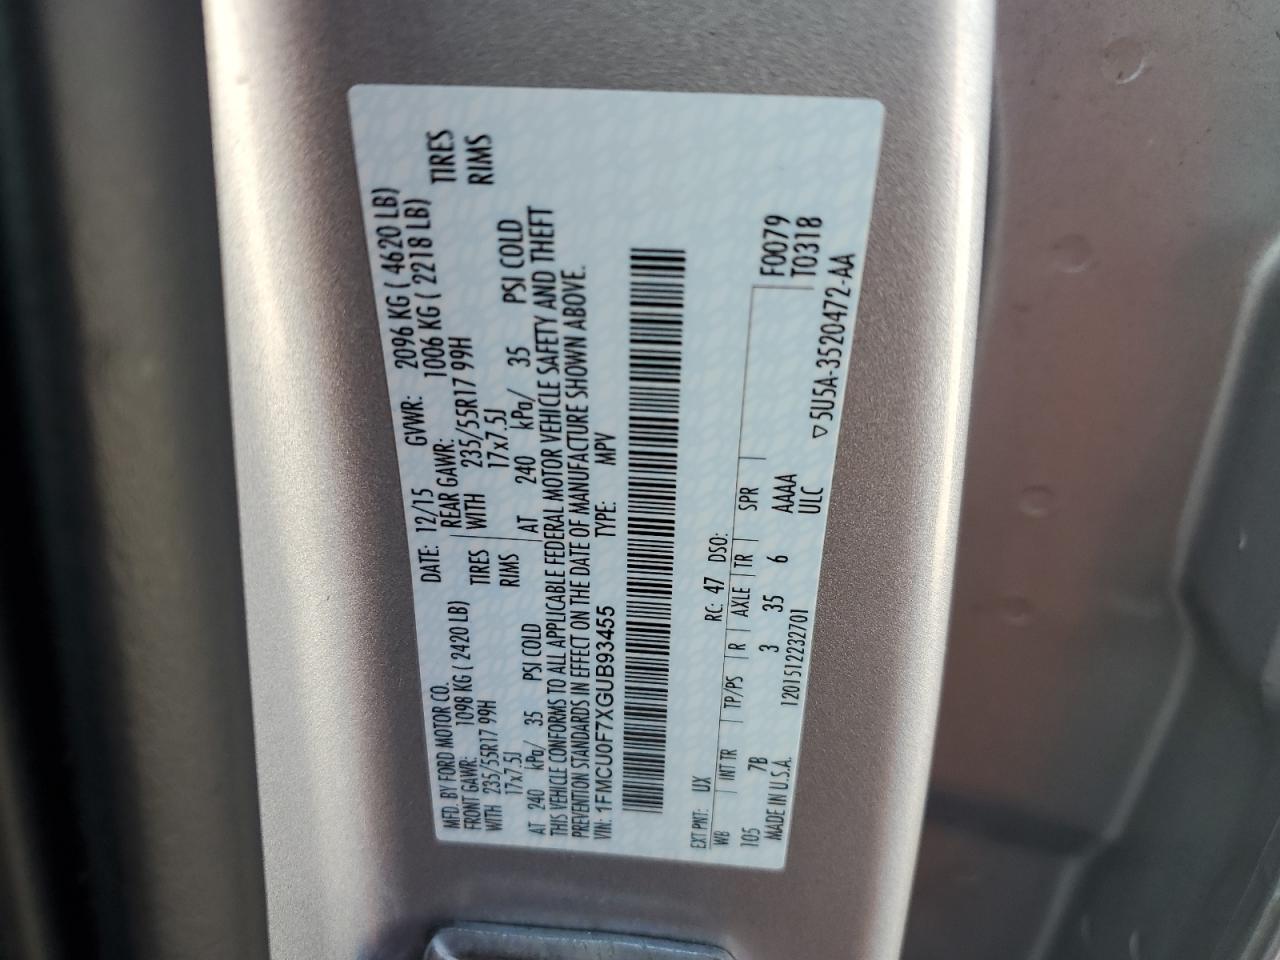 MFD. BY FORD MOTOR CO.
DATE: 12/15 GVWR: 2096 KG ( 4620 LB)
FRONT GAWR: 1098 KG ( 2420 LB) REAR GAWR: 1006 KG ( 2218 LB)
WITH 235/55R17 99H TIRES WITH 235/55R17 99H TIRES
17x7.5J RIMS 17x7.5J RIMS
AT 240 kPa/ 35 PSI COLD AT 240 kPa/ 35 PSI COLD
THIS VEHICLE CONFORMS TO ALL APPLICABLE FEDERAL MOTOR VEHICLE SAFETY AND THEFT
PREVENTION STANDARDS IN EFFECT ON THE DATE OF MANUFACTURE SHOWN ABOVE.
VIN: 1FMCU0F7XGUB93455 TYPE: MPV
EXT PNT: UX RC: 47 DSO:
WB | INT TR | TP/PS | R | AXLE | TR | SPR | F0079
105 7B 3 35 6 AAAA T0318
MADE IN U.S.A. 1201512232701 ULC
▽5U5A-3520472-AA